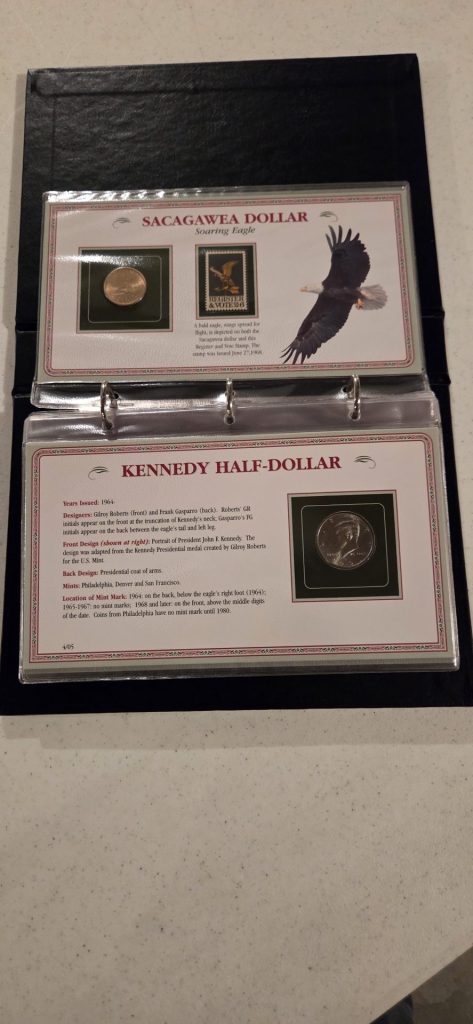 SACAGAWEA DOLLAR
Soaring Eagle
REGISTER
& VOTE
A bald eagle, wings spread for
flight, is depicted on both the
Sacagawea dollar and this
Register and Vote Stamp. The
stamp was issued June 27, 1968.
KENNEDY HALF-DOLLAR
Years Issued: 1964-
Designers: Gilroy Roberts (front) and Frank Gasparro (back). Roberts' GR
initials appear on the front at the truncation of Kennedy's neck; Gasparro's FG
initials appear on the back between the eagle's tail and left leg.
Front Design (shown at right): Portrait of President John F. Kennedy. The
design was adapted from the Kennedy Presidential medal created by Gilroy Roberts
for the U.S. Mint.
Back Design: Presidential coat of arms.
Mints: Philadelphia, Denver and San Francisco.
Location of Mint Mark: 1964: on the back, below the eagle's right foot (1964);
1965-1967: no mint marks; 1968 and later: on the front, above the middle digits
of the date. Coins from Philadelphia have no mint mark until 1980.
4/05